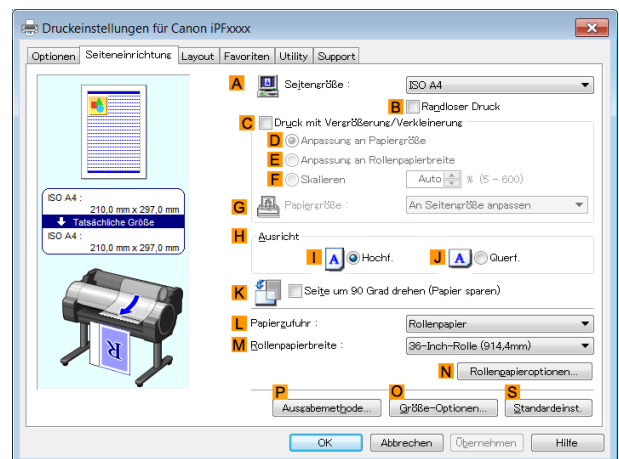 Druckeinstellungen für Canon iPFxxxx
Optionen Seiteneinrichtung Layout Favoriten Utility Support
A Seitengröße : ISO A4
B Randloser Druck
C Druck mit Vergrößerung/Verkleinerung
D Anpassung an Papiergröße
E Anpassung an Rollenpapierbreite
F Skalieren Auto % (5 - 600)
G Papiergröße : An Seitengröße anpassen
ISO A4 :
210,0 mm x 297,0 mm
Tatsächliche Größe
ISO A4 :
210,0 mm x 297,0 mm
H Ausricht
I A Hochf. J A Querf.
K Seite um 90 Grad drehen (Papier sparen)
L Papierzufuhr : Rollenpapier
M Rollenpapierbreite : 36-Inch-Rolle (914,4mm)
N Rollenpapieroptionen...
P O S
Ausgabemethode... Größe-Optionen... Standardeinst.
R
OK Abbrechen Übernehmen Hilfe